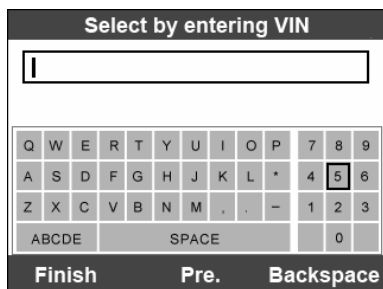 Select by entering VIN
Q W E R T Y U I O P 7 8 9
A S D F G H J K L * 4 5 6
Z X C V B N M , . - 1 2 3
ABCDE SPACE 0
Finish Pre. Backspace